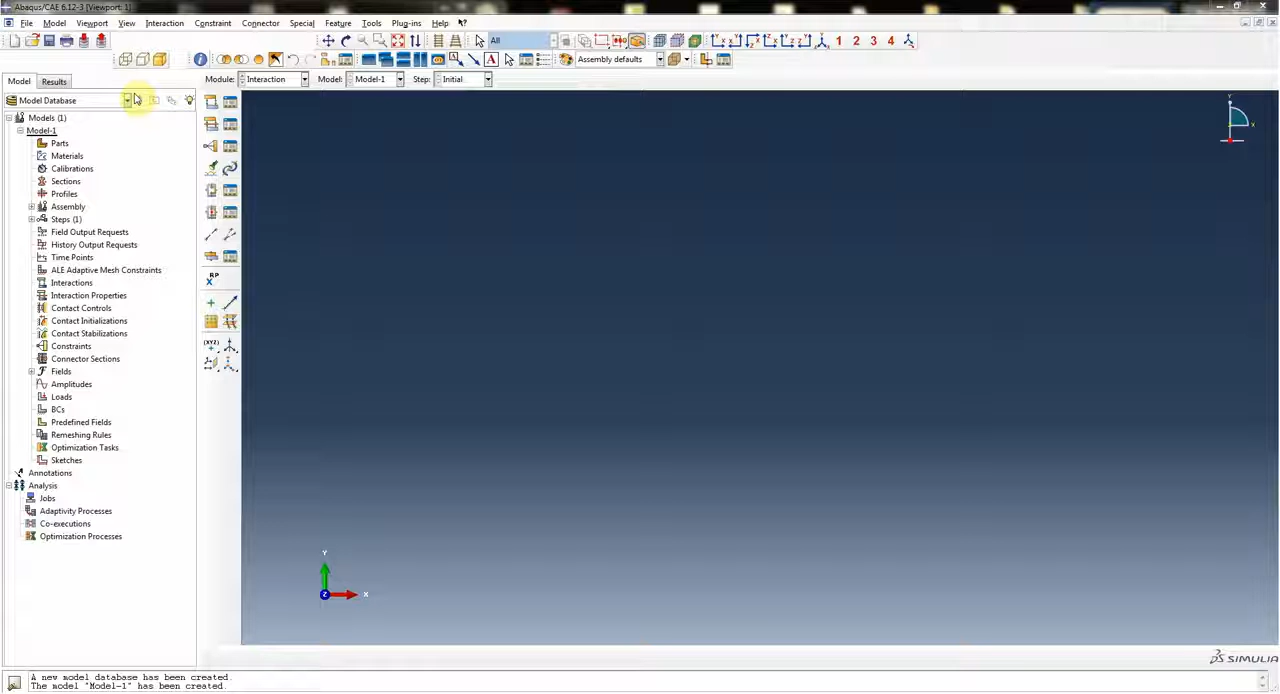 Abaqus/CAE 6.12-3 [Viewport: 1]
File Model Viewport View Interaction Constraint Connector Special Feature Tools Plug-ins Help
All 1 2 3 4
A Assembly defaults
Model Results Module: Interaction Model: Model-1 Step: Initial
Model Database
Models (1)
Model-1
Parts
Materials
Calibrations
Sections
Profiles
Assembly
Steps (1)
Field Output Requests
History Output Requests
Time Points
ALE Adaptive Mesh Constraints
Interactions
Interaction Properties
Contact Controls
Contact Initializations
Contact Stabilizations
Constraints
Connector Sections
Fields
Amplitudes
Loads
BCs
Predefined Fields
Remeshing Rules
Optimization Tasks
Sketches
Annotations
Analysis
Jobs
Adaptivity Processes
Co-executions
Optimization Processes
RP
(XYZ)
Y
X
Y
Z
X
SIMULIA
A new model database has been created.
The model "Model-1" has been created.